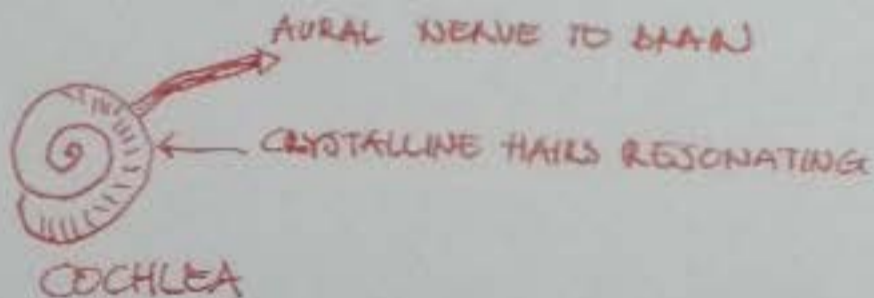 AURAL NERVE TO BRAIN
CRYSTALLINE HAIRS RESONATING
COCHLEA